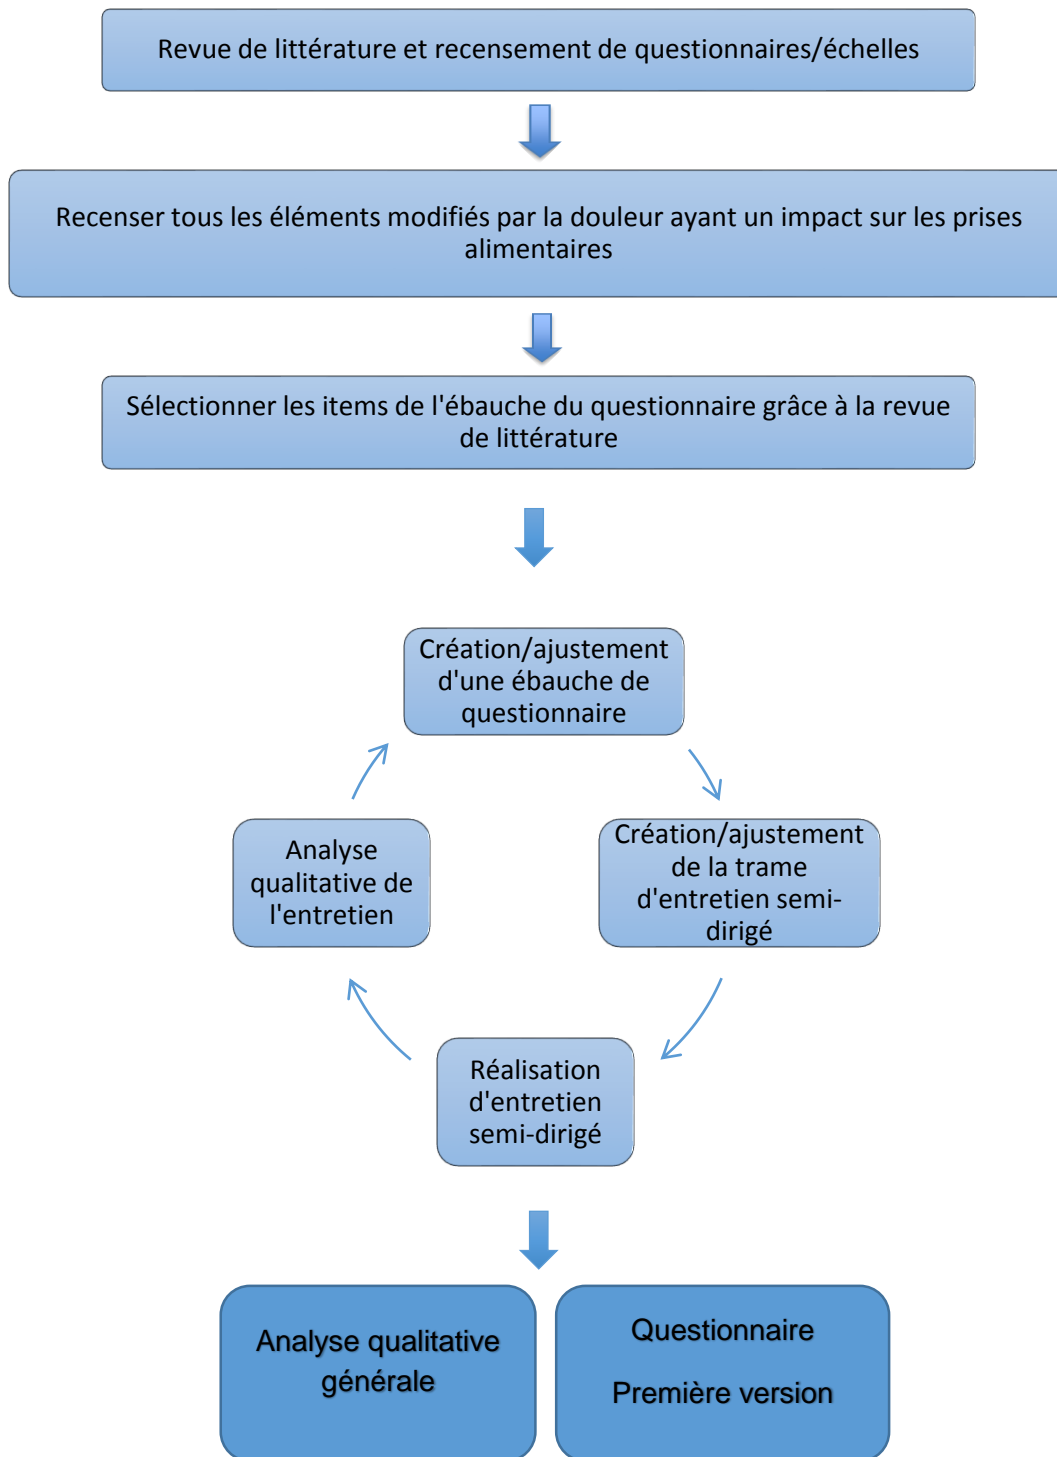 Revue de littérature et recensement de questionnaires/échelles
Recenser tous les éléments modifiés par la douleur ayant un impact sur les prises
alimentaires
Sélectionner les items de l'ébauche du questionnaire grâce à la revue
de littérature
Création/ajustement
d'une ébauche de
questionnaire
Création/ajustement
de la trame
d'entretien semi-
dirigé
Réalisation
d'entretien
semi-dirigé
Analyse
qualitative de
l'entretien
Analyse qualitative
générale
Questionnaire
Première version